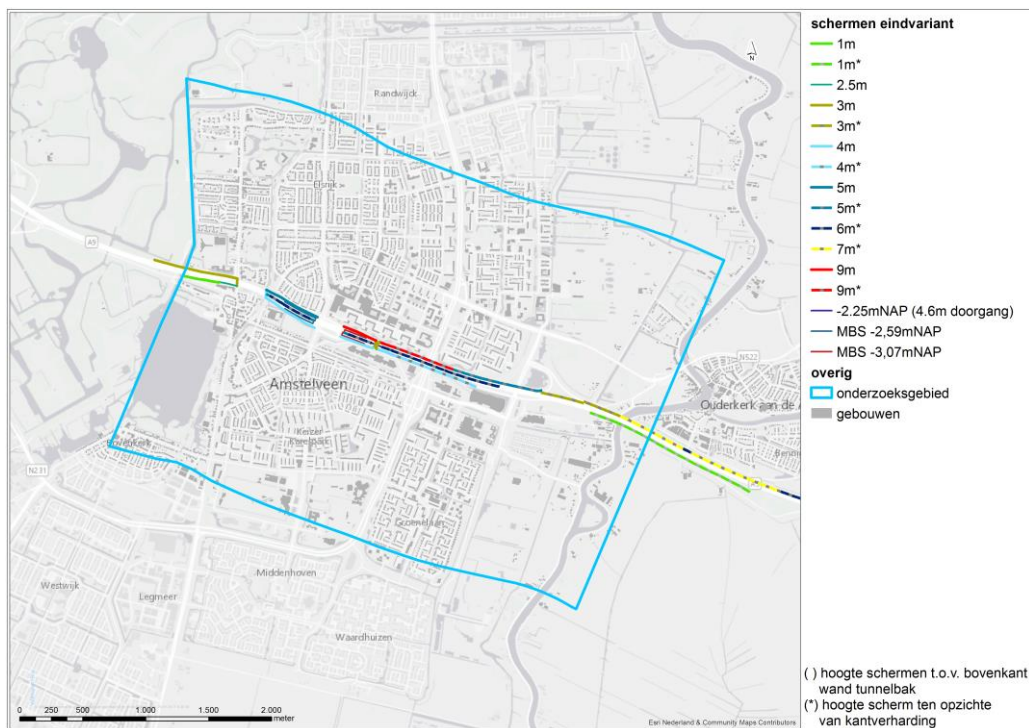 Randwijck
Elsrijk
A9
Amstelveen
Keizer
Karelpark
Bovenkerk
N231
Groenelaan
Middenhoven
Westwijk
Legmeer
Waardhuizen
N522
Ouderkerk aan de
N
0 250 500 1.000 1.500 2.000
meter
Esri Nederland & Community Maps Contributors
schermen eindvariant
1m
1m*
2.5m
3m
3m*
4m
4m*
5m
5m*
6m*
7m*
9m
9m*
-2.25mNAP (4.6m doorgang)
MBS -2,59mNAP
MBS -3,07mNAP
overig
onderzoeksgebied
gebouwen
( ) hoogte schermen t.o.v. bovenkant
wand tunnelbak
(*) hoogte scherm ten opzichte
van kantverharding